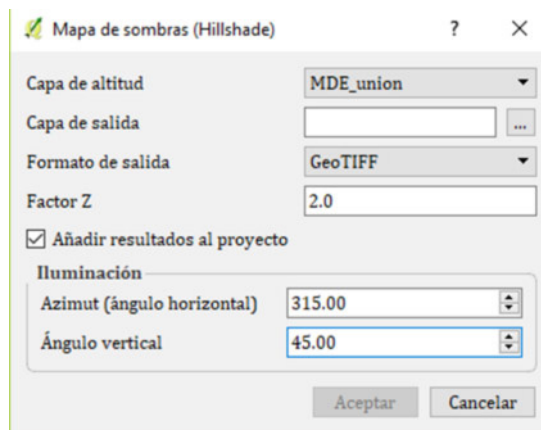 Mapa de sombras (Hillshade) ?
Capa de altitud MDE_union
Capa de salida ...
Formato de salida GeoTIFF
Factor Z 2.0
Añadir resultados al proyecto
Iluminación
Azimut (ángulo horizontal) 315.00
Ángulo vertical 45.00
Aceptar Cancelar